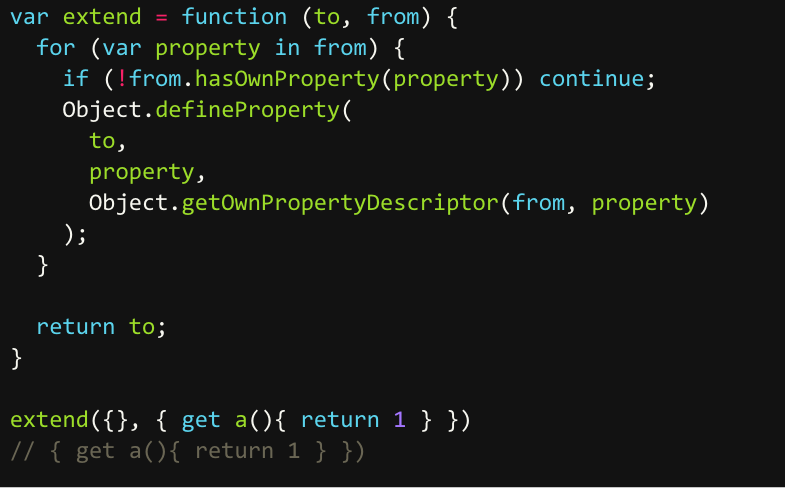 var extend = function (to, from) {
  for (var property in from) {
    if (!from.hasOwnProperty(property)) continue;
    Object.defineProperty(
      to,
      property,
      Object.getOwnPropertyDescriptor(from, property)
    );
  }

  return to;
}

extend({}, { get a(){ return 1 } })
// { get a(){ return 1 } })